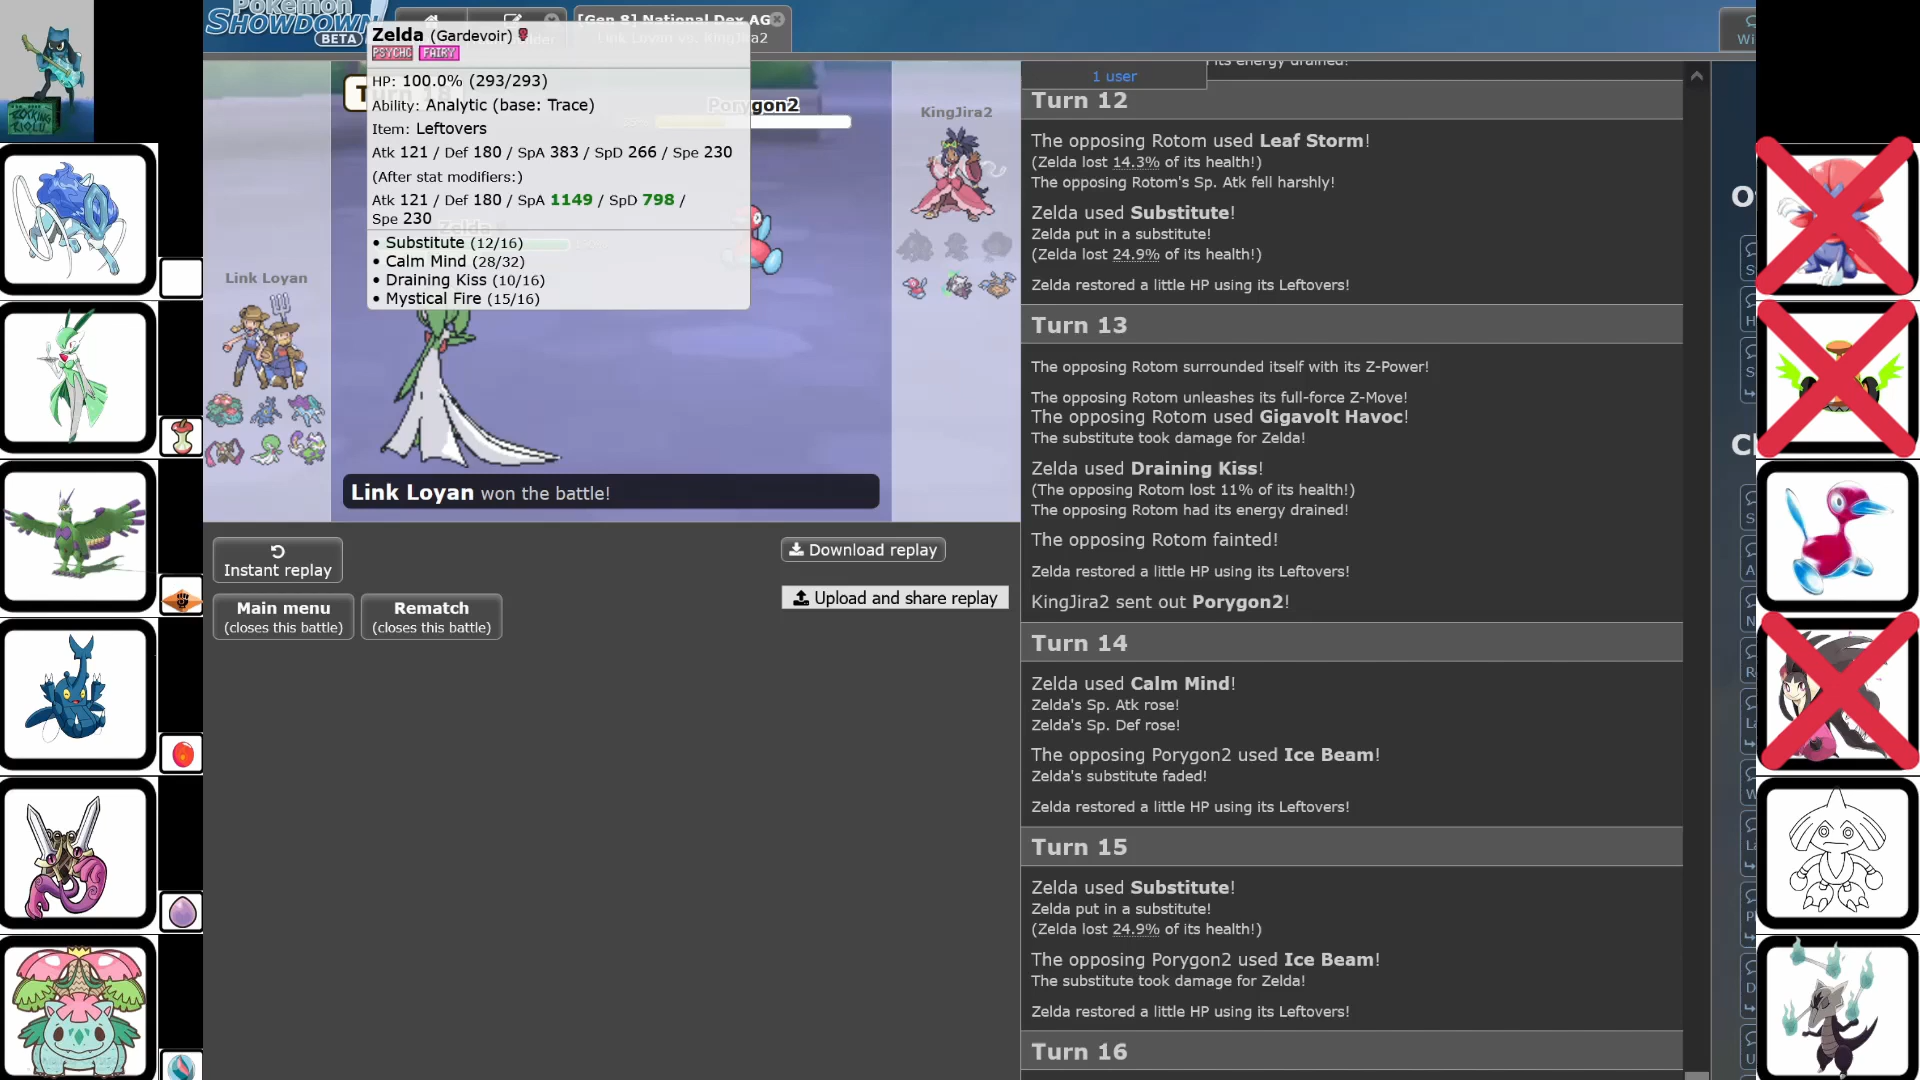 Pokémon
SHOWDOWN!
BETA
[Gen 8] National Dex AG
Zelda (Gardevoir)
PSYCHC FAIRY
HP: 100.0% (293/293)
Ability: Analytic (base: Trace)
Item: Leftovers
Atk 121 / Def 180 / SpA 383 / SpD 266 / Spe 230
(After stat modifiers:)
Atk 121 / Def 180 / SpA 1149 / SpD 798 /
Spe 230
• Substitute (12/16)
• Calm Mind (28/32)
• Draining Kiss (10/16)
• Mystical Fire (15/16)
Porygon2
Zelda
Link Loyan
KingJira2
Link Loyan won the battle!
Instant replay
Download replay
Upload and share replay
Main menu
(closes this battle)
Rematch
(closes this battle)
1 user
Turn 12
The opposing Rotom used Leaf Storm!
(Zelda lost 14.3% of its health!)
The opposing Rotom's Sp. Atk fell harshly!
Zelda used Substitute!
Zelda put in a substitute!
(Zelda lost 24.9% of its health!)
Zelda restored a little HP using its Leftovers!
Turn 13
The opposing Rotom surrounded itself with its Z-Power!
The opposing Rotom unleashes its full-force Z-Move!
The opposing Rotom used Gigavolt Havoc!
The substitute took damage for Zelda!
Zelda used Draining Kiss!
(The opposing Rotom lost 11% of its health!)
The opposing Rotom had its energy drained!
The opposing Rotom fainted!
Zelda restored a little HP using its Leftovers!
KingJira2 sent out Porygon2!
Turn 14
Zelda used Calm Mind!
Zelda's Sp. Atk rose!
Zelda's Sp. Def rose!
The opposing Porygon2 used Ice Beam!
Zelda's substitute faded!
Zelda restored a little HP using its Leftovers!
Turn 15
Zelda used Substitute!
Zelda put in a substitute!
(Zelda lost 24.9% of its health!)
The opposing Porygon2 used Ice Beam!
The substitute took damage for Zelda!
Zelda restored a little HP using its Leftovers!
Turn 16